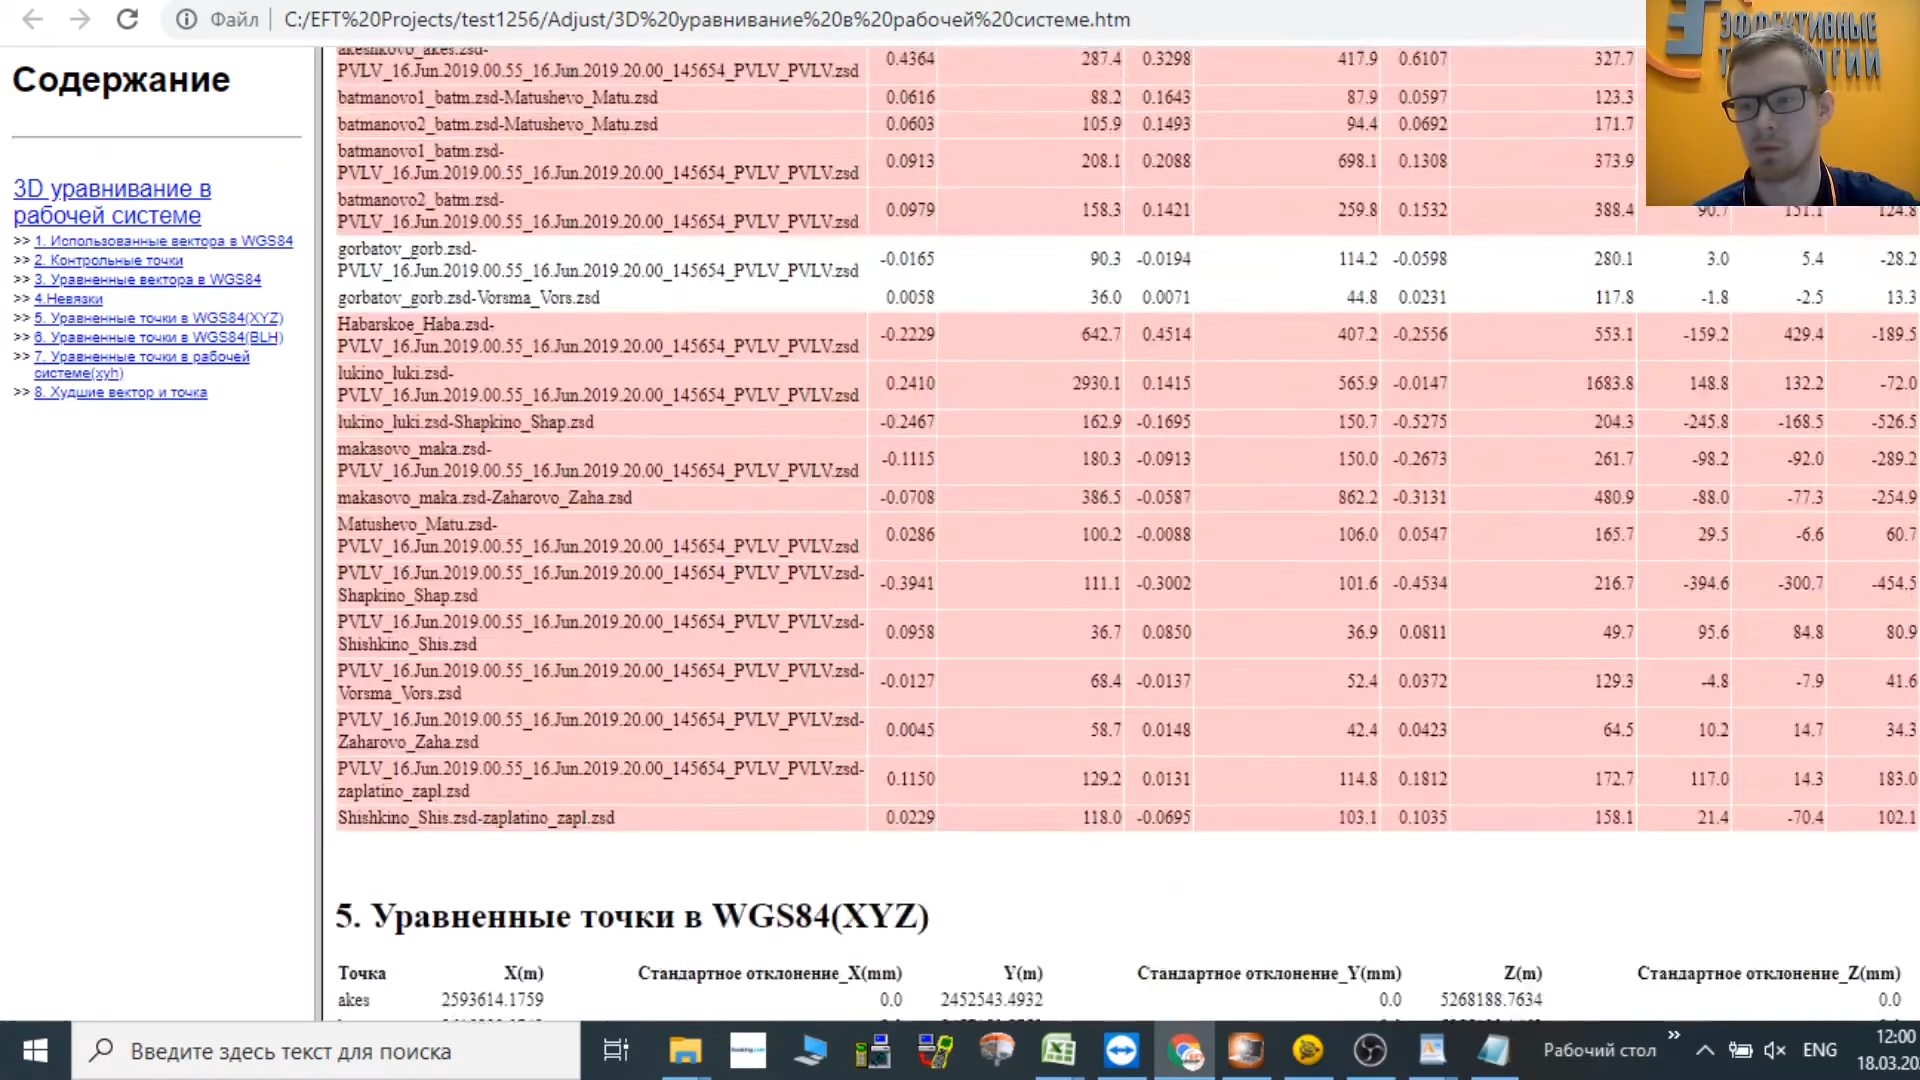 Файл
C:/EFT%20Projects/test1256/Adjust/3D%20уравнивание%20в%20рабочей%20системе.htm
ЭФФЕКТИВНЫЕ
Содержание
3D уравнивание в
рабочей системе
>> 1. Использованные вектора в WGS84
>> 2. Контрольные точки
>> 3. Уравненные вектора в WGS84
>> 4.Невязки
>> 5. Уравненные точки в WGS84(XYZ)
>> 6. Уравненные точки в WGS84(BLH)
>> 7. Уравненные точки в рабочей
системе(xyh)
>> 8. Худшие вектор и точка
akeshkovo_akes.zsd-
PVLV_16.Jun.2019.00.55_16.Jun.2019.20.00_145654_PVLV_PVLV.zsd 0.4364 287.4 0.3298 417.9 0.6107 327.7
batmanovo1_batm.zsd-Matushevo_Matu.zsd 0.0616 88.2 0.1643 87.9 0.0597 123.3
batmanovo2_batm.zsd-Matushevo_Matu.zsd 0.0603 105.9 0.1493 94.4 0.0692 171.7
batmanovo1_batm.zsd-
PVLV_16.Jun.2019.00.55_16.Jun.2019.20.00_145654_PVLV_PVLV.zsd 0.0913 208.1 0.2088 698.1 0.1308 373.9
batmanovo2_batm.zsd-
PVLV_16.Jun.2019.00.55_16.Jun.2019.20.00_145654_PVLV_PVLV.zsd 0.0979 158.3 0.1421 259.8 0.1532 388.4 90.7 151.1 124.8
gorbatov_gorb.zsd-
PVLV_16.Jun.2019.00.55_16.Jun.2019.20.00_145654_PVLV_PVLV.zsd -0.0165 90.3 -0.0194 114.2 -0.0598 280.1 3.0 5.4 -28.2
gorbatov_gorb.zsd-Vorsma_Vors.zsd 0.0058 36.0 0.0071 44.8 0.0231 117.8 -1.8 -2.5 13.3
Habarskoe_Haba.zsd-
PVLV_16.Jun.2019.00.55_16.Jun.2019.20.00_145654_PVLV_PVLV.zsd -0.2229 642.7 0.4514 407.2 -0.2556 553.1 -159.2 429.4 -189.5
lukino_luki.zsd-
PVLV_16.Jun.2019.00.55_16.Jun.2019.20.00_145654_PVLV_PVLV.zsd 0.2410 2930.1 0.1415 565.9 -0.0147 1683.8 148.8 132.2 -72.0
lukino_luki.zsd-Shapkino_Shap.zsd -0.2467 162.9 -0.1695 150.7 -0.5275 204.3 -245.8 -168.5 -526.5
makasovo_maka.zsd-
PVLV_16.Jun.2019.00.55_16.Jun.2019.20.00_145654_PVLV_PVLV.zsd -0.1115 180.3 -0.0913 150.0 -0.2673 261.7 -98.2 -92.0 -289.2
makasovo_maka.zsd-Zaharovo_Zaha.zsd -0.0708 386.5 -0.0587 862.2 -0.3131 480.9 -88.0 -77.3 -254.9
Matushevo_Matu.zsd-
PVLV_16.Jun.2019.00.55_16.Jun.2019.20.00_145654_PVLV_PVLV.zsd 0.0286 100.2 -0.0088 106.0 0.0547 165.7 29.5 -6.6 60.7
PVLV_16.Jun.2019.00.55_16.Jun.2019.20.00_145654_PVLV_PVLV.zsd-
Shapkino_Shap.zsd -0.3941 111.1 -0.3002 101.6 -0.4534 216.7 -394.6 -300.7 -454.5
PVLV_16.Jun.2019.00.55_16.Jun.2019.20.00_145654_PVLV_PVLV.zsd-
Shishkino_Shis.zsd 0.0958 36.7 0.0850 36.9 0.0811 49.7 95.6 84.8 80.9
PVLV_16.Jun.2019.00.55_16.Jun.2019.20.00_145654_PVLV_PVLV.zsd-
Vorsma_Vors.zsd -0.0127 68.4 -0.0137 52.4 0.0372 129.3 -4.8 -7.9 41.6
PVLV_16.Jun.2019.00.55_16.Jun.2019.20.00_145654_PVLV_PVLV.zsd-
Zaharovo_Zaha.zsd 0.0045 58.7 0.0148 42.4 0.0423 64.5 10.2 14.7 34.3
PVLV_16.Jun.2019.00.55_16.Jun.2019.20.00_145654_PVLV_PVLV.zsd-
zaplatino_zapl.zsd 0.1150 129.2 0.0131 114.8 0.1812 172.7 117.0 14.3 183.0
Shishkino_Shis.zsd-zaplatino_zapl.zsd 0.0229 118.0 -0.0695 103.1 0.1035 158.1 21.4 -70.4 102.1
5. Уравненные точки в WGS84(XYZ)
Точка X(m) Стандартное отклонение_X(mm) Y(m) Стандартное отклонение_Y(mm) Z(m) Стандартное отклонение_Z(mm)
akes 2593614.1759 0.0 2452543.4932 0.0 5268188.7634 0.0
Введите здесь текст для поиска
Рабочий стол
ENG
12:00
18.03.20